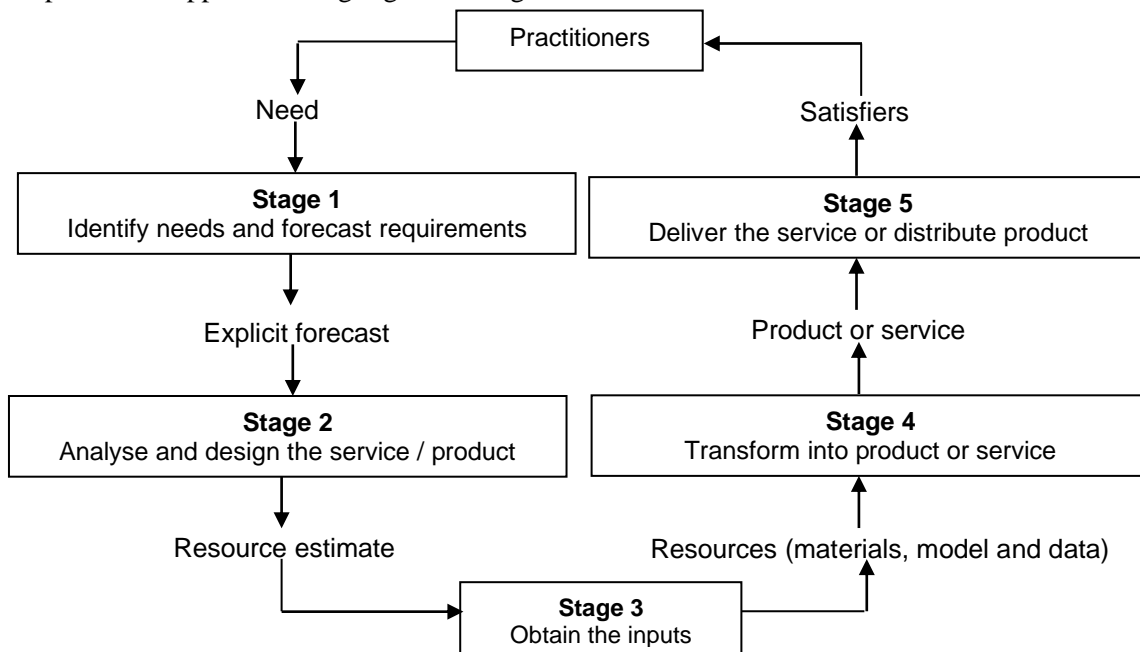 Practitioners
Need
Satisfiers
Stage 1
Identify needs and forecast requirements
Stage 5
Deliver the service or distribute product
Explicit forecast
Product or service
Stage 2
Analyse and design the service / product
Stage 4
Transform into product or service
Resource estimate
Resources (materials, model and data)
Stage 3
Obtain the inputs